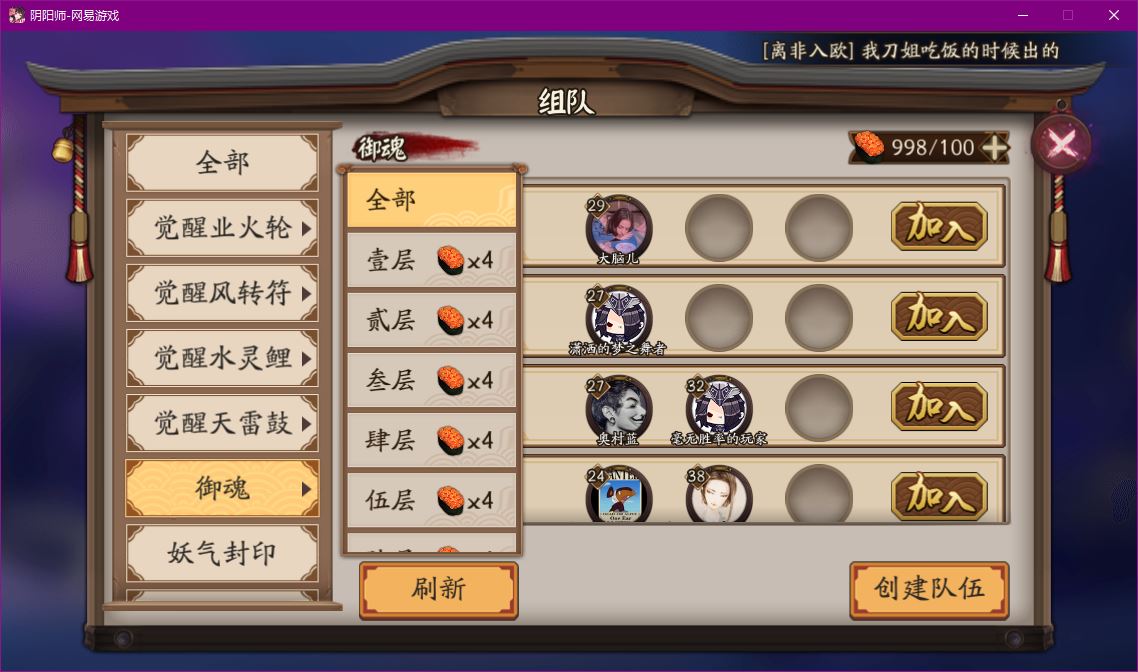 阴阳师-网易游戏
[离非入欧] 我刀姐吃饭的时候出的
组队
全部
觉醒业火轮
觉醒风转符
觉醒水灵鲤
觉醒天雷鼓
御魂
妖气封印
御魂
998/100
全部
壹层 x4
贰层 x4
叁层 x4
肆层 x4
伍层 x4
29
大脑儿
加入
27
潇洒的梦之舞者
加入
27
奥村蓝
32
毫无胜率的玩家
加入
24
38
加入
刷新
创建队伍